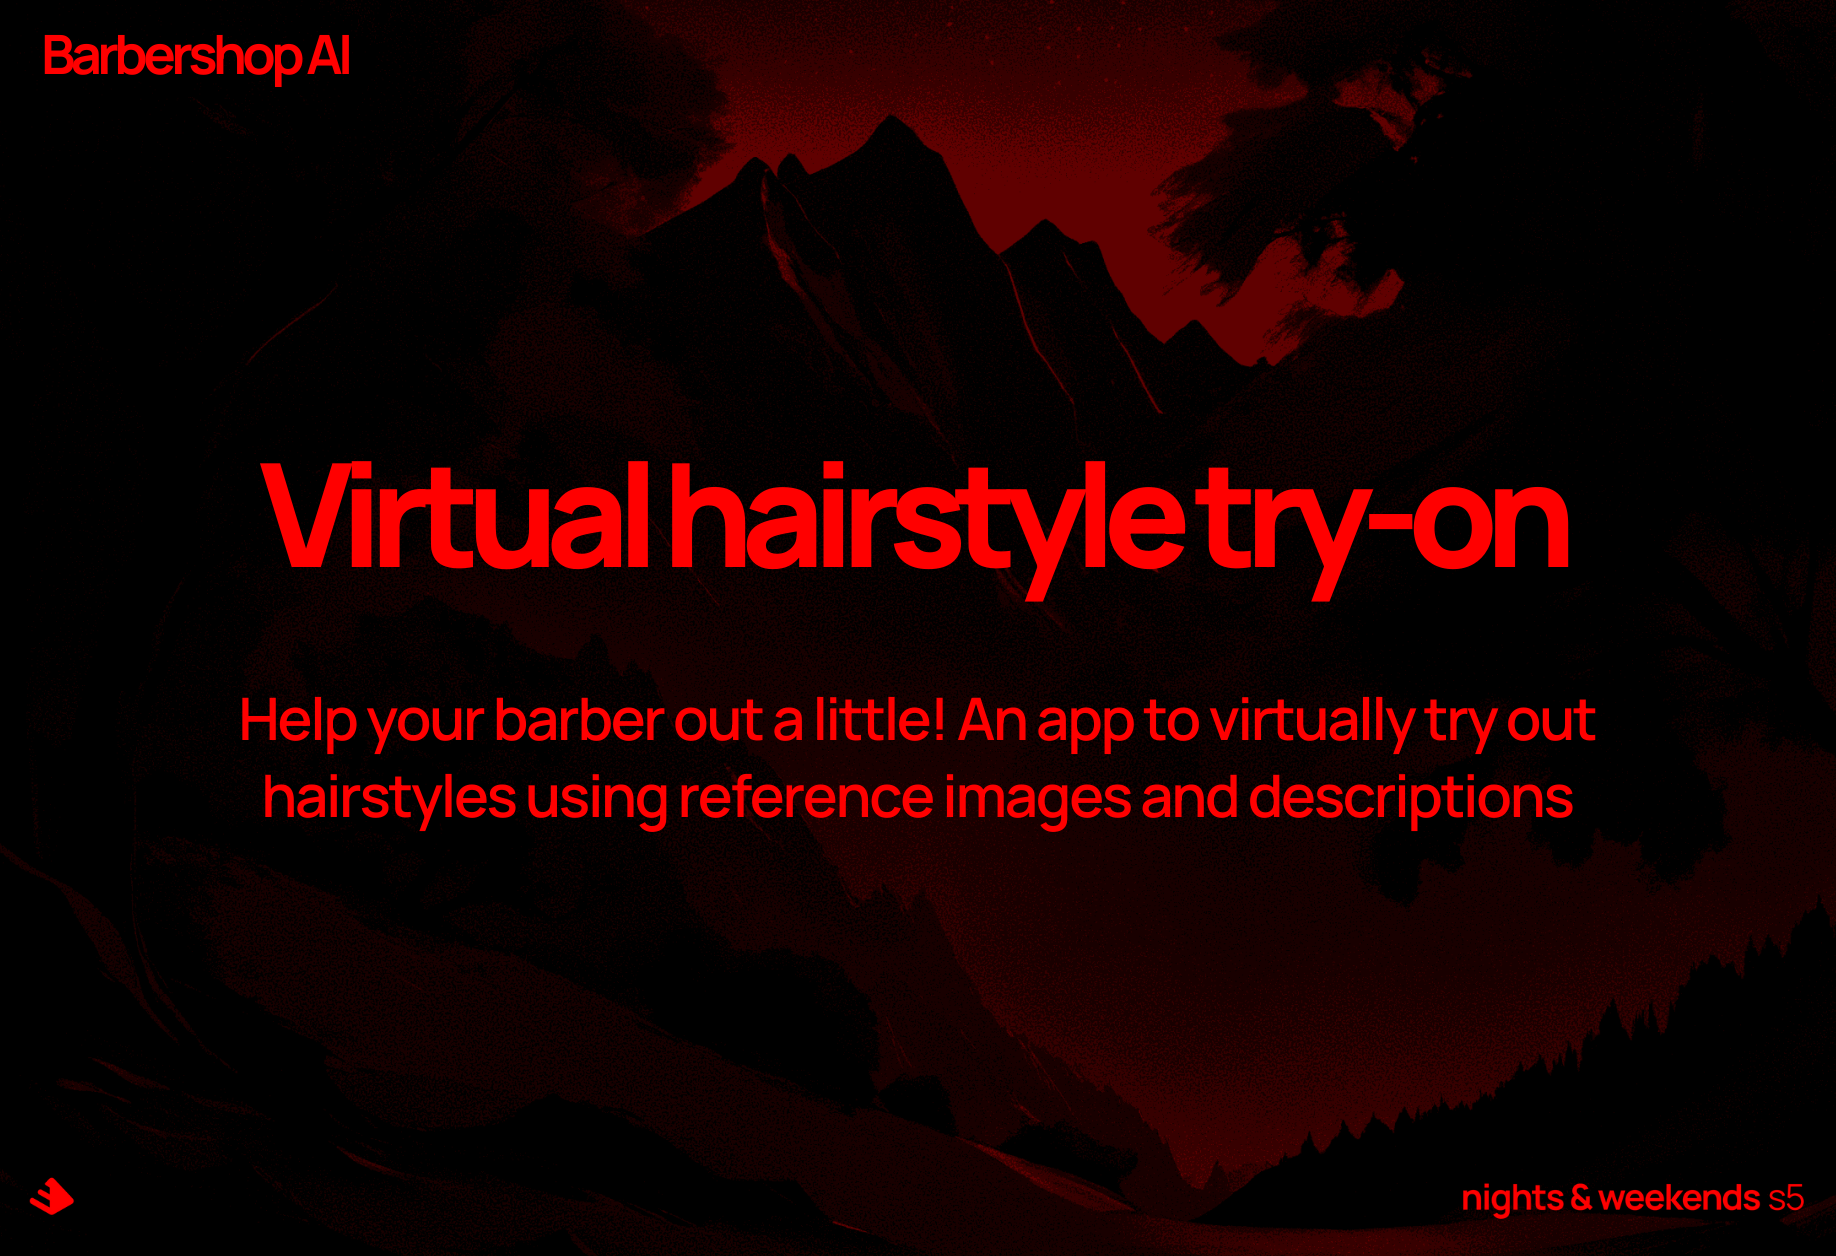 Barbershop AI
Virtual hairstyle try-on
Help your barber out a little! An app to virtually try out
hairstyles using reference images and descriptions
nights & weekends s5